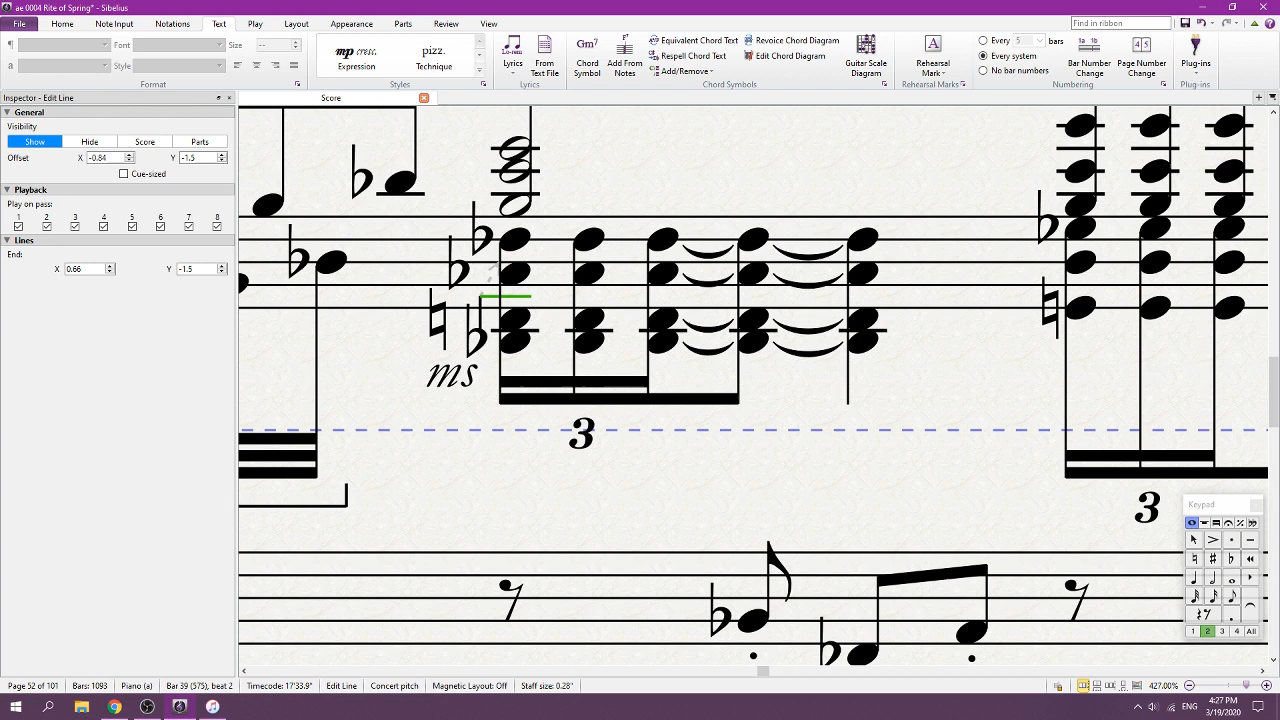 ae 0004 Rite of Spring* - Sibelius
File Home Note Input Notations Text Play Layout Appearance Parts Review View
Find in ribbon
Font Size -- Style Format
mp cresc. Expression pizz. Technique Styles
Lyrics From Text File Lyrics
Gm7 Chord Symbol Add From Notes
Equivalent Chord Text Revoice Chord Diagram
Respell Chord Text Edit Chord Diagram
Add/Remove
Guitar Scale Diagram Chord Symbols
A Rehearsal Mark Rehearsal Marks
Every 5 bars
Every system
No bar numbers
Bar Number Change Page Number Change Numbering
Plug-ins Plug-ins
Inspector - Edit Line
Score
General
Visibility
Show Hide Score Parts
Offset X -0.84 Y -1.5
Cue-sized
Playback
Play on pass:
1 2 3 4 5 6 7 8
Lines
End:
X 0.66 Y -1.5
ms
3
3
Keypad
1 2 3 4 All
Page 52 of 101 Bars: 1093 Piano (a) Bar 39 (575), beat 2 Timecode: 17'33.9" Edit Line Concert pitch Magnetic Layout: Off Staff size: 0.28" 427.00%
ENG
4:27 PM
3/19/2020